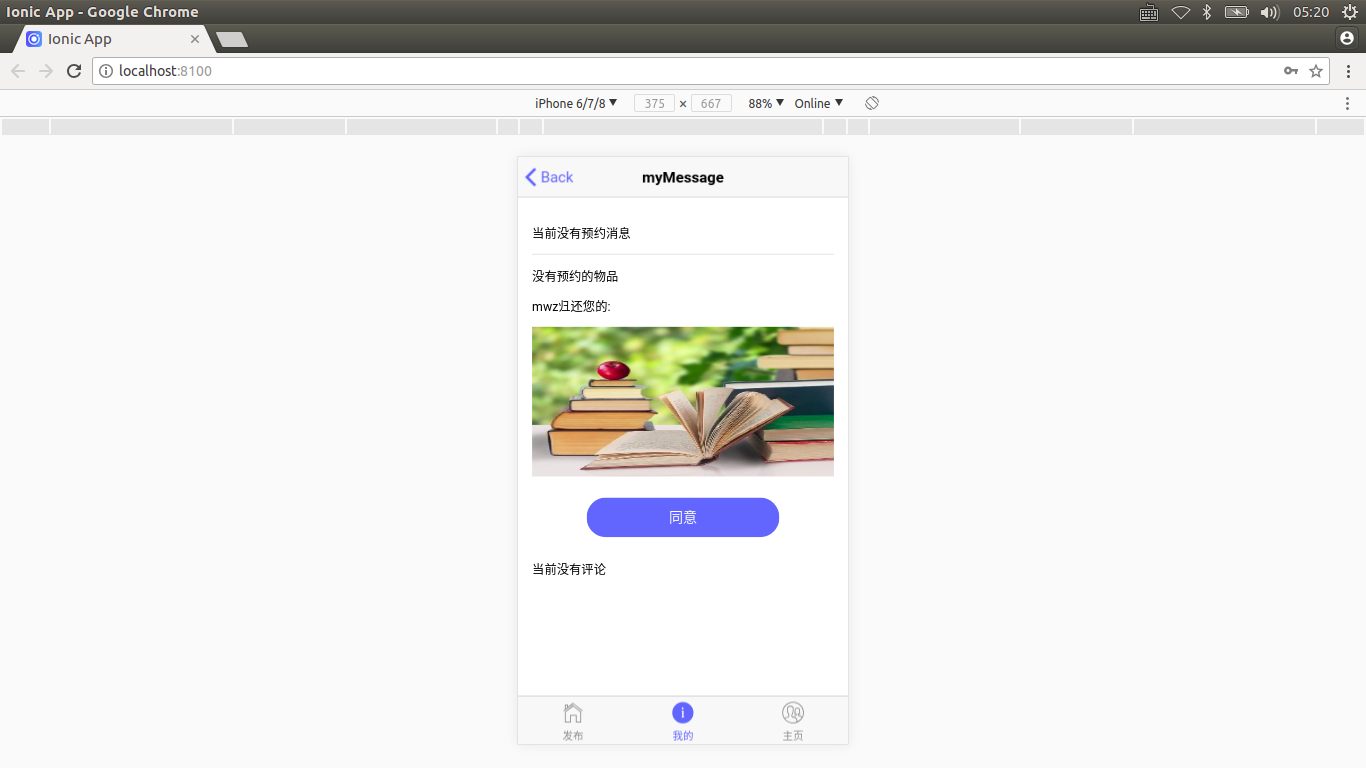 Ionic App - Google Chrome
05:20
Ionic App
localhost:8100
iPhone 6/7/8 375 × 667 88% Online
Back myMessage
当前没有预约消息
没有预约的物品
mwz归还您的:
同意
当前没有评论
发布 我的 主页